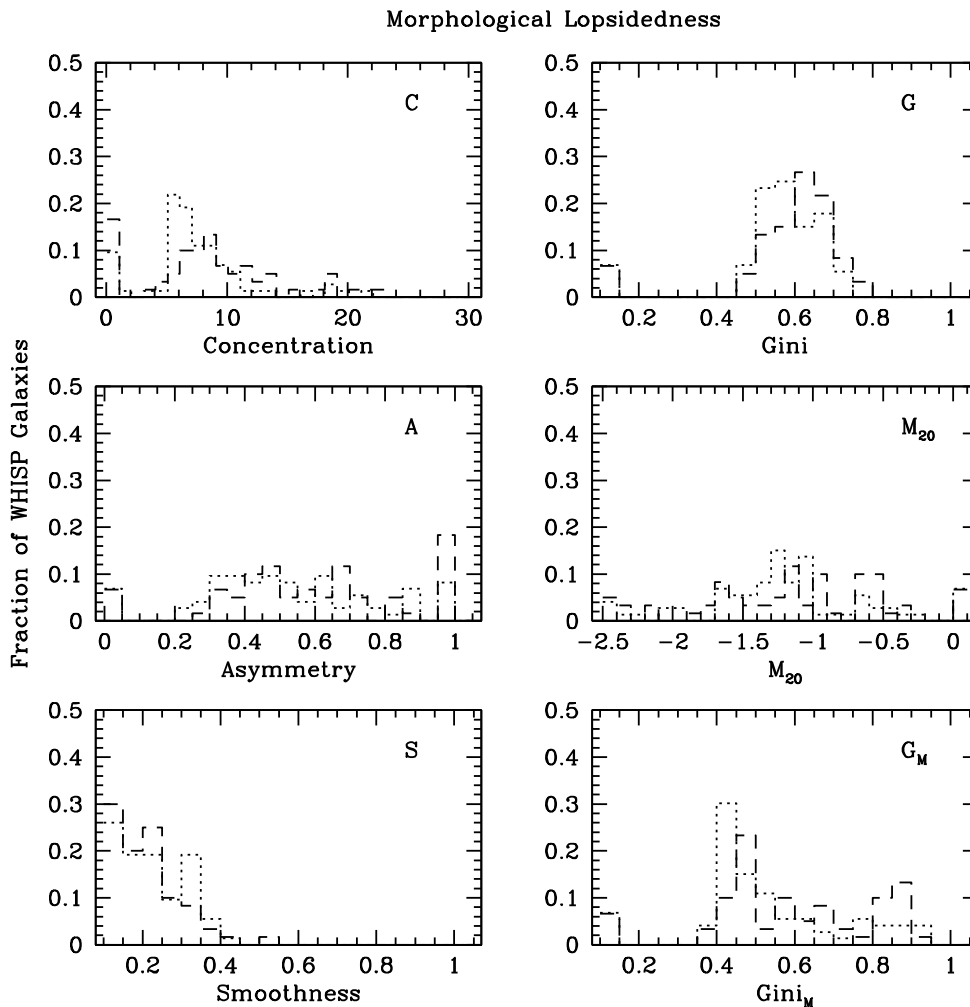 Morphological Lopsidedness
Fraction of WHISP Galaxies
0.5
0.4
0.3
0.2
0.1
0
C
0 10 20 30
Concentration
0.5
0.4
0.3
0.2
0.1
0
G
0.2 0.4 0.6 0.8 1
Gini
0.5
0.4
0.3
0.2
0.1
0
A
0 0.2 0.4 0.6 0.8 1
Asymmetry
0.5
0.4
0.3
0.2
0.1
0
M20
−2.5 −2 −1.5 −1 −0.5 0
M20
0.5
0.4
0.3
0.2
0.1
0
S
0.2 0.4 0.6 0.8 1
Smoothness
0.5
0.4
0.3
0.2
0.1
0
GM
0.2 0.4 0.6 0.8 1
GiniM